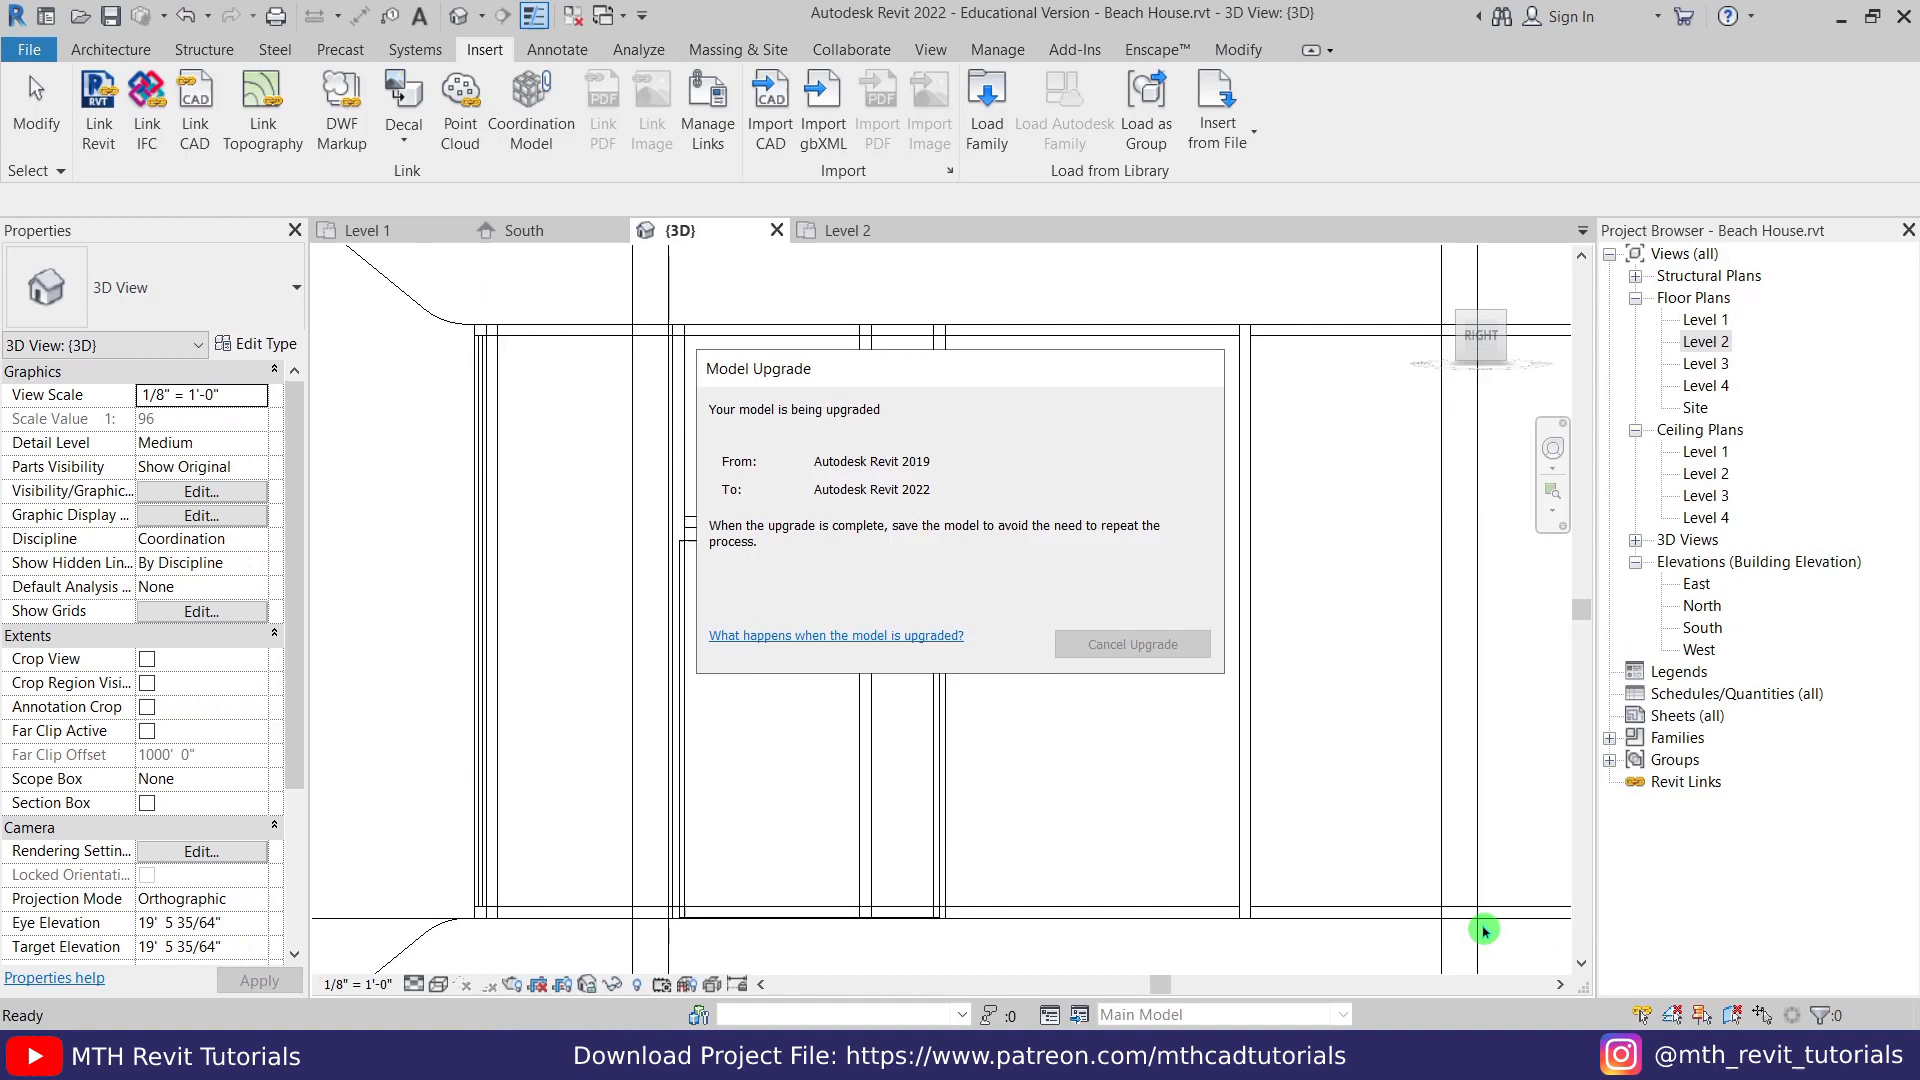 Autodesk Revit 2022 - Educational Version - Beach House.rvt - 3D View: {3D}
Sign In
File Architecture Structure Steel Precast Systems Insert Annotate Analyze Massing & Site Collaborate View Manage Add-Ins Enscape™ Modify
Modify
Link Revit
Link IFC
Link CAD
Link Topography
DWF Markup
Decal
Point Cloud
Coordination Model
Link PDF
Link Image
Manage Links
Import CAD
Import gbXML
Import PDF
Import Image
Load Family
Load Autodesk Family
Load as Group
Insert from File
Select
Link
Import
Load from Library
Properties
3D View
3D View: {3D}
Edit Type
Graphics
View Scale 1/8" = 1'-0"
Scale Value 1: 96
Detail Level Medium
Parts Visibility Show Original
Visibility/Graphic... Edit...
Graphic Display ... Edit...
Discipline Coordination
Show Hidden Lin... By Discipline
Default Analysis ... None
Show Grids Edit...
Extents
Crop View
Crop Region Visi...
Annotation Crop
Far Clip Active
Far Clip Offset 1000' 0"
Scope Box None
Section Box
Camera
Rendering Settin... Edit...
Locked Orientati...
Projection Mode Orthographic
Eye Elevation 19' 5 35/64"
Target Elevation 19' 5 35/64"
Properties help
Apply
Level 1
South
{3D}
Level 2
RIGHT
Model Upgrade
Your model is being upgraded
From: Autodesk Revit 2019
To: Autodesk Revit 2022
When the upgrade is complete, save the model to avoid the need to repeat the
process.
What happens when the model is upgraded?
Cancel Upgrade
Project Browser - Beach House.rvt
Views (all)
Structural Plans
Floor Plans
Level 1
Level 2
Level 3
Level 4
Site
Ceiling Plans
Level 1
Level 2
Level 3
Level 4
3D Views
Elevations (Building Elevation)
East
North
South
West
Legends
Schedules/Quantities (all)
Sheets (all)
Families
Groups
Revit Links
1/8" = 1'-0"
Ready
:0
Main Model
:0
MTH Revit Tutorials
Download Project File: https://www.patreon.com/mthcadtutorials
@mth_revit_tutorials